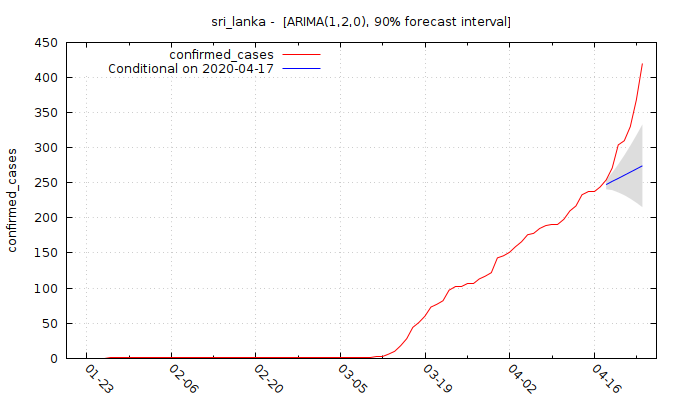 sri_lanka - [ARIMA(1,2,0), 90% forecast interval]
confirmed_cases
Conditional on 2020-04-17
confirmed_cases
450
400
350
300
250
200
150
100
50
0
01-23 02-06 02-20 03-05 03-19 04-02 04-16